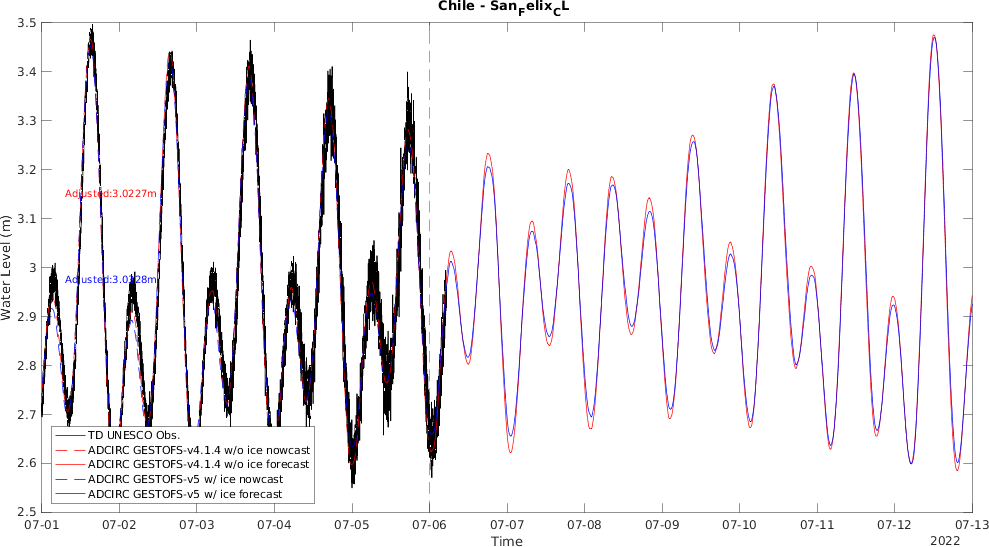 Chile - SanFelixCL
3.5
3.4
3.3
3.2
3.1
3
2.9
2.8
2.7
2.6
2.5
Water Level (m)
Adjusted:3.0227m
Adjusted:3.0328m
TD UNESCO Obs.
ADCIRC GESTOFS-v4.1.4 w/o ice nowcast
ADCIRC GESTOFS-v4.1.4 w/o ice forecast
ADCIRC GESTOFS-v5 w/ ice nowcast
ADCIRC GESTOFS-v5 w/ ice forecast
07-01 07-02 07-03 07-04 07-05 07-06 07-07 07-08 07-09 07-10 07-11 07-12 07-13
Time
2022